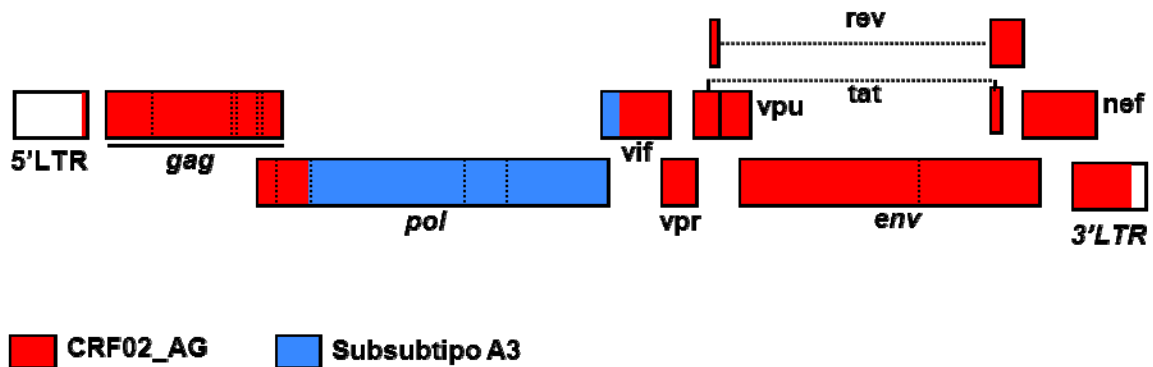 rev
tat
5'LTR
gag
vif
vpu
nef
pol
vpr
env
3'LTR
CRF02_AG
Subsubtipo A3